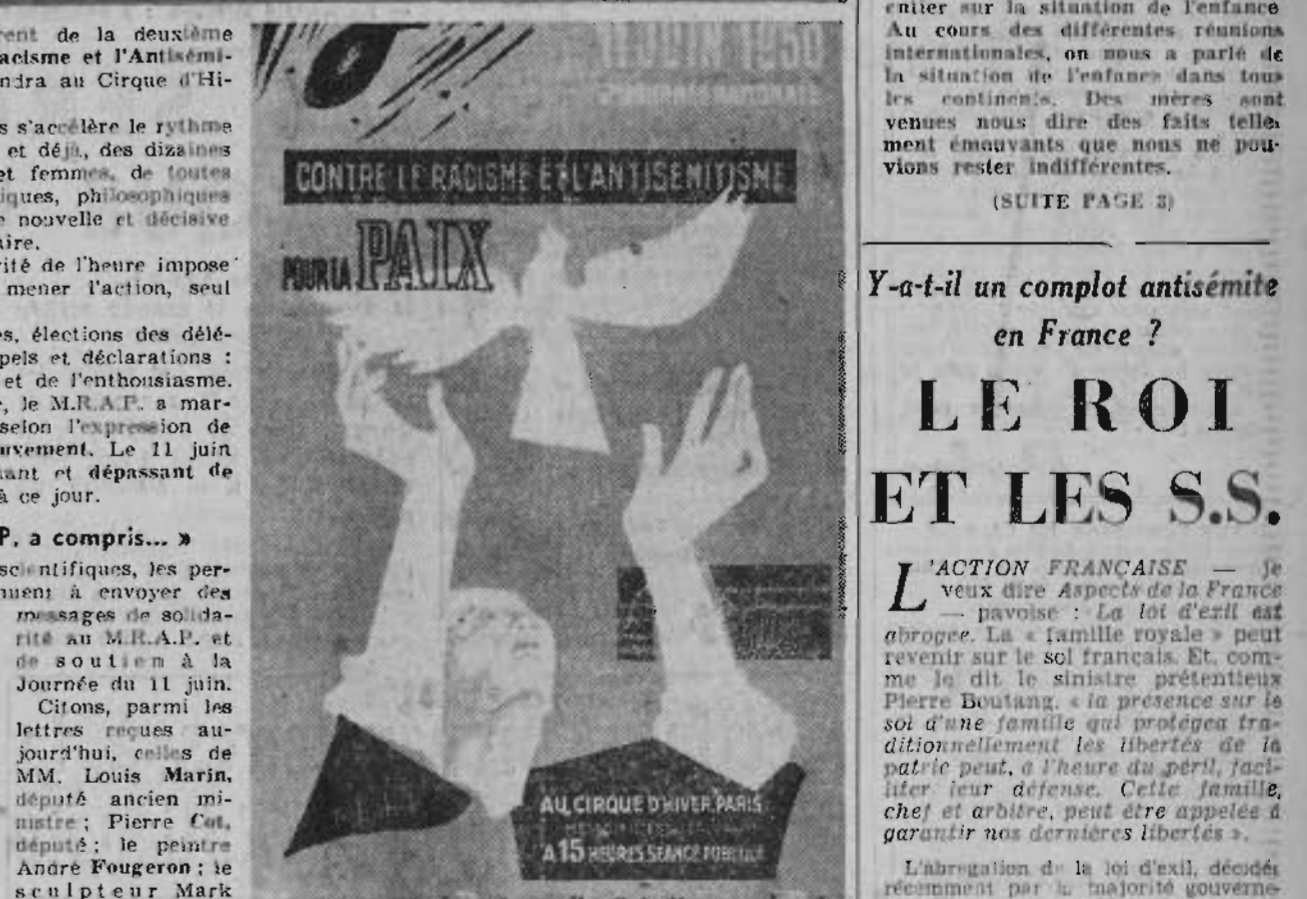 rent de la deuxième
acisme et l'Antisémi-
ndra au Cirque d'Hi-
s s'accélère le rythme
et déjà, des dizaines
et femmes, de toutes
iques, philosophiques
nouvelle et décisive
ire.
ité de l'heure impose
mener l'action, seul
s, élections des délé-
pels et déclarations :
et de l'enthousiasme.
, le M.R.A.P. a mar-
selon l'expression de
uvement. Le 11 juin
ant et dépassant de
à ce jour.
P. a compris... »
scientifiques, les per-
nuent à envoyer des
messages de solida-
rité au M.R.A.P. et
de soutien à la
Journée du 11 juin.
Citons, parmi les
lettres reçues au-
jourd'hui, celles de
MM. Louis Marin,
député ancien mi-
nistre ; Pierre Cot,
député ; le peintre
André Fougeron ; le
sculpteur Mark
11 JUIN 1950
CONTRE LE RACISME ET L'ANTISEMITISME
POUR LA PAIX
AU CIRQUE D'HIVER, PARIS
A 15 HEURES SEANCE PUBLIQUE
entier sur la situation de l'enfance
Au cours des différentes réunions
internationales, on nous a parlé de
la situation de l'enfance dans tous
les continents. Des mères sont
venues nous dire des faits telle-
ment émouvants que nous ne pou-
vions rester indifférentes.
(SUITE PAGE 3)
Y-a-t-il un complot antisémite
en France ?
LE ROI
ET LES S.S.
L'ACTION FRANÇAISE — je
veux dire Aspects de la France
— pavoise : La loi d'exil est
abrogée. La « famille royale » peut
revenir sur le sol français. Et, com-
me le dit le sinistre prétentieux
Pierre Boutang, « la présence sur le
sol d'une famille qui protégea tra-
ditionnellement les libertés de la
patrie peut, à l'heure du péril, faci-
liter leur défense. Cette famille,
chef et arbitre, peut être appelée à
garantir nos dernières libertés ».
L'abrogation de la loi d'exil, décidée
récemment par la majorité gouverne-